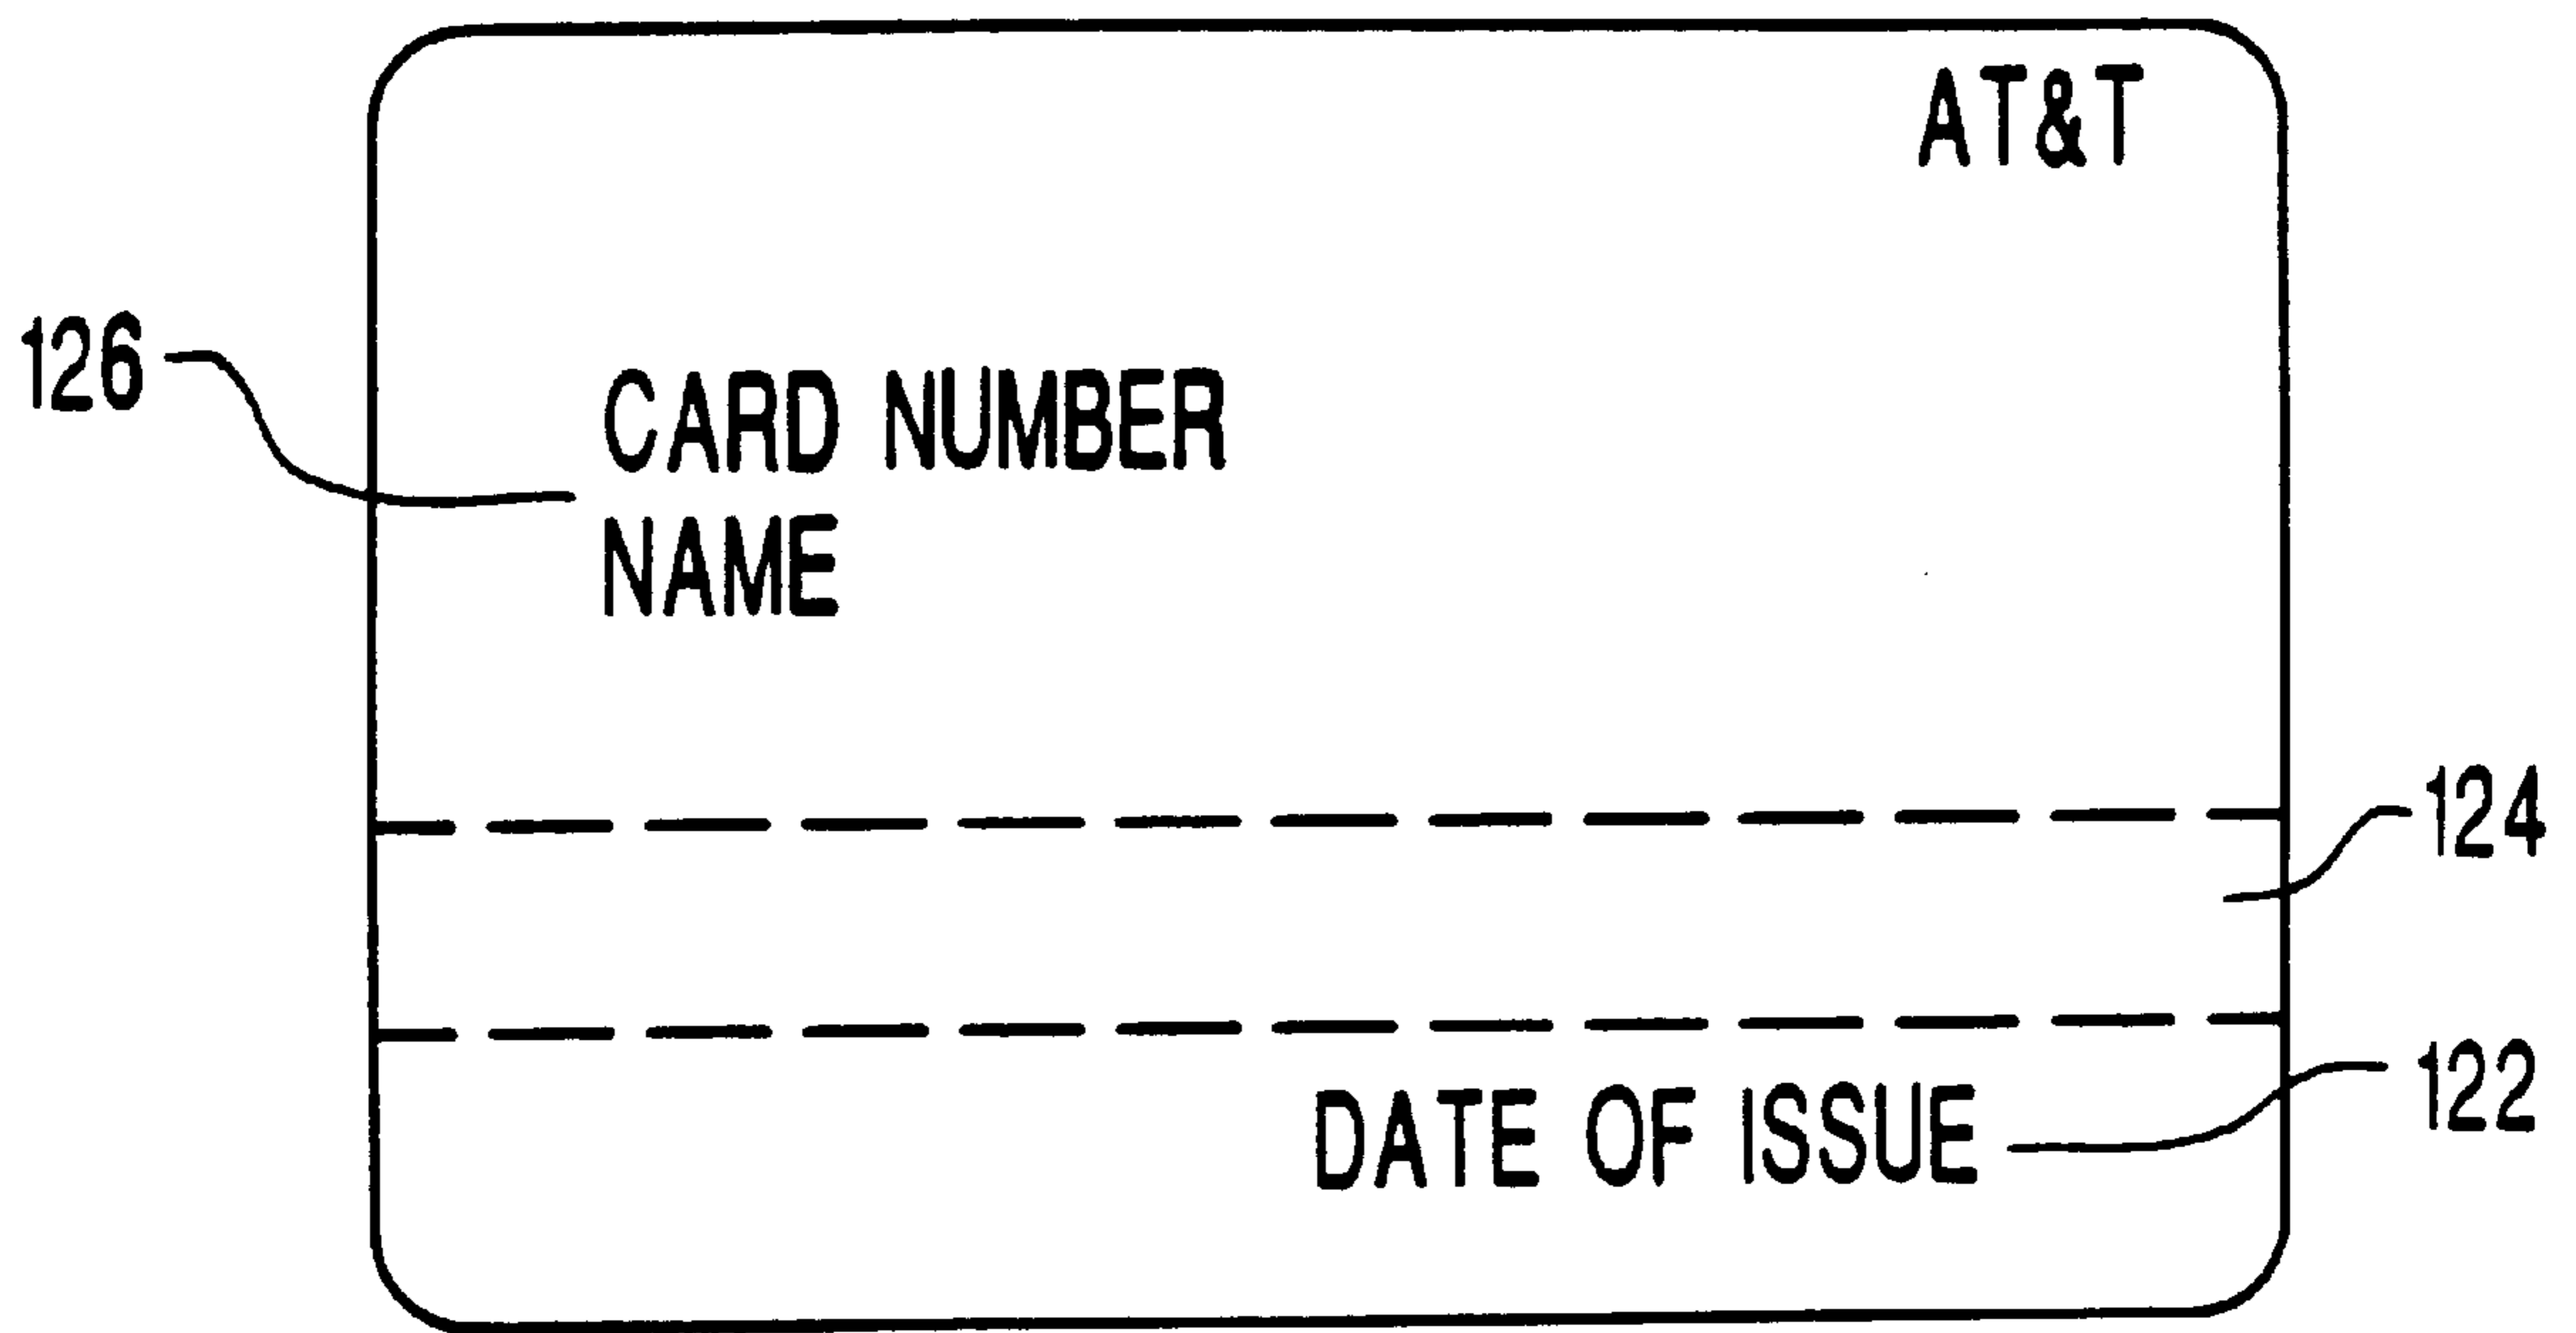 AT&T
126
CARD NUMBER
NAME
124
122
DATE OF ISSUE